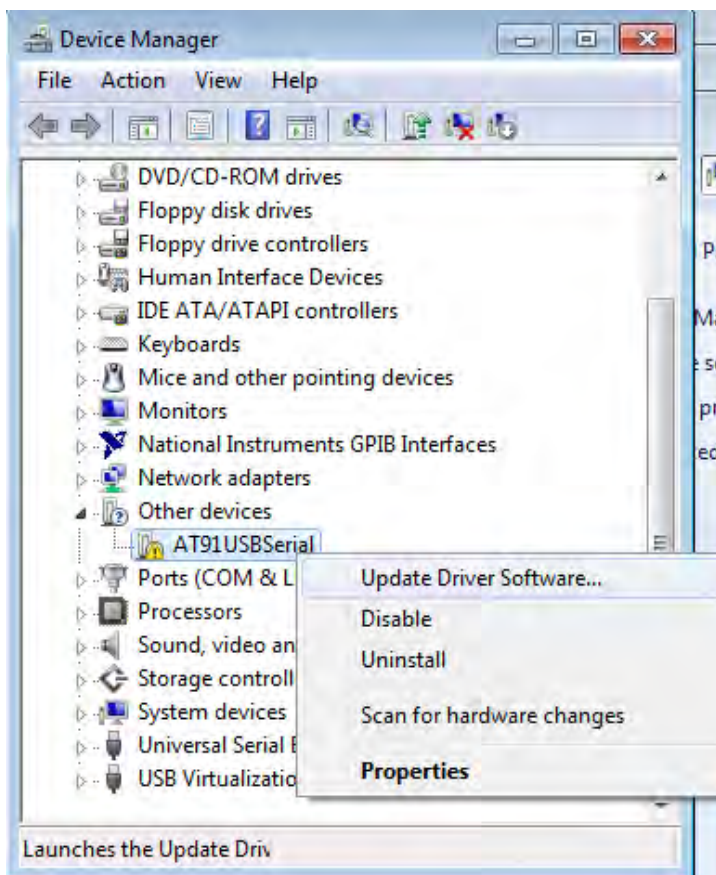 Device Manager
File Action View Help
DVD/CD-ROM drives
Floppy disk drives
Floppy drive controllers
Human Interface Devices
IDE ATA/ATAPI controllers
Keyboards
Mice and other pointing devices
Monitors
National Instruments GPIB Interfaces
Network adapters
Other devices
AT91USBSerial
Ports (COM & L
Processors
Sound, video an
Storage controll
System devices
Universal Serial
USB Virtualizatio
Update Driver Software...
Disable
Uninstall
Scan for hardware changes
Properties
Launches the Update Driv